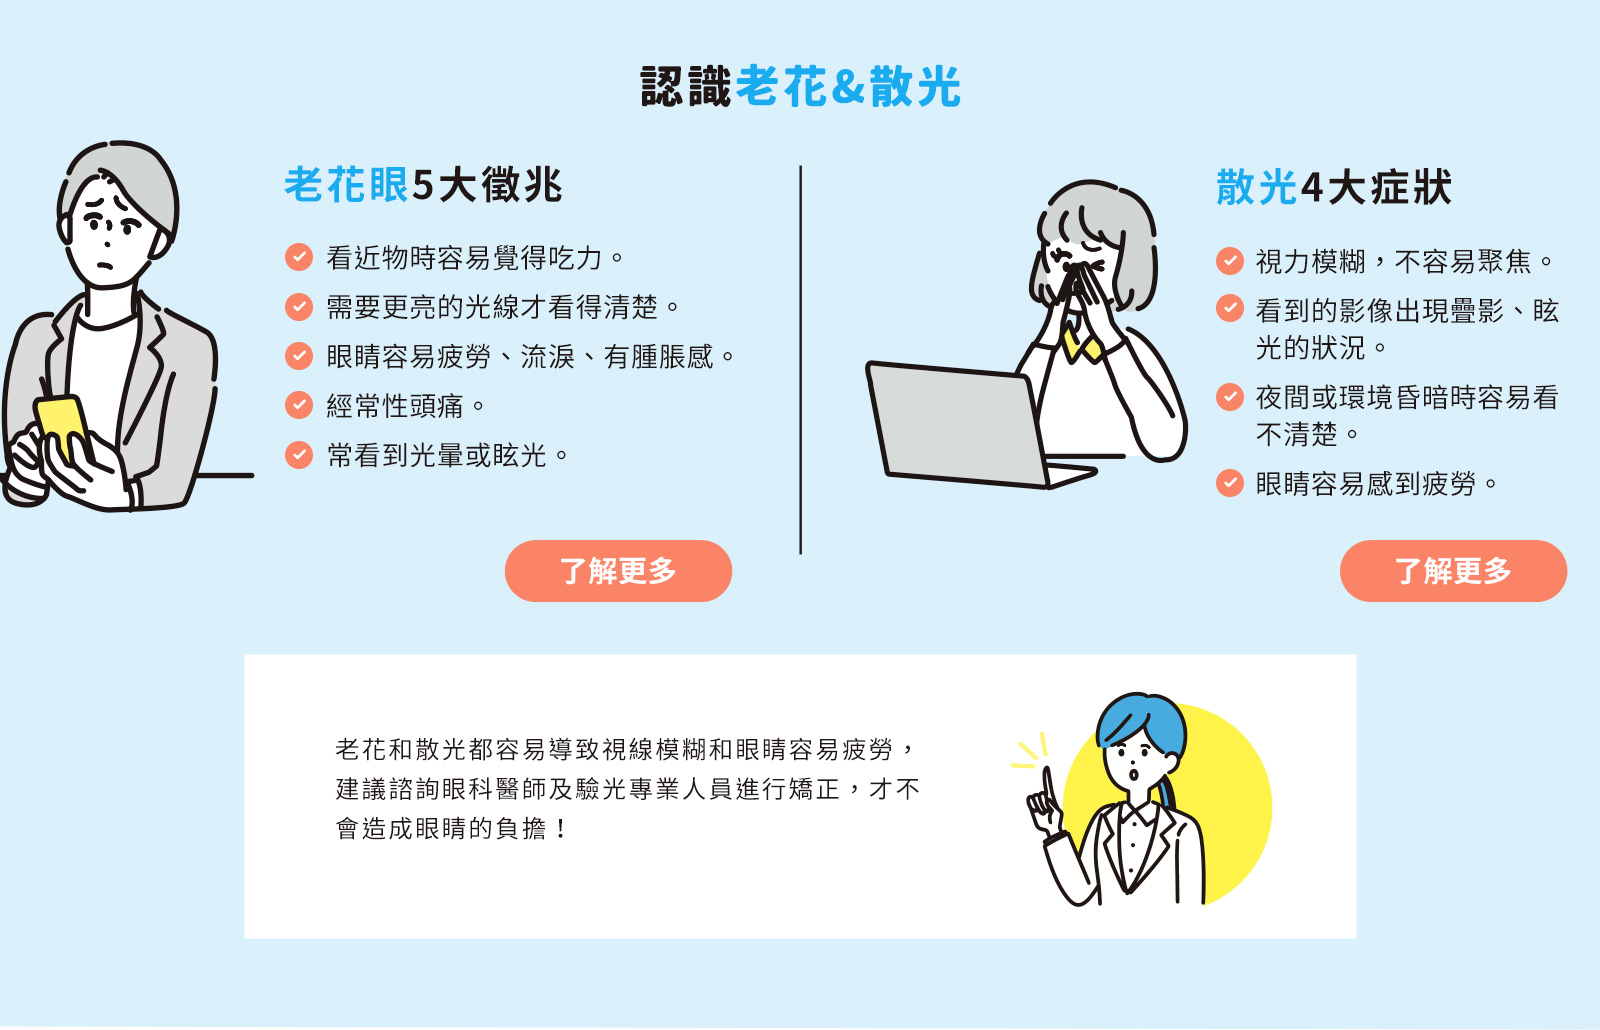 認識老花&散光
老花眼5大徵兆
看近物時容易覺得吃力。
需要更亮的光線才看得清楚。
眼睛容易疲勞、流淚、有腫脹感。
經常性頭痛。
常看到光暈或眩光。
了解更多
散光4大症狀
視力模糊，不容易聚焦。
看到的影像出現疊影、眩
光的狀況。
夜間或環境昏暗時容易看
不清楚。
眼睛容易感到疲勞。
了解更多
老花和散光都容易導致視線模糊和眼睛容易疲勞，
建議諮詢眼科醫師及驗光專業人員進行矯正，才不
會造成眼睛的負擔！